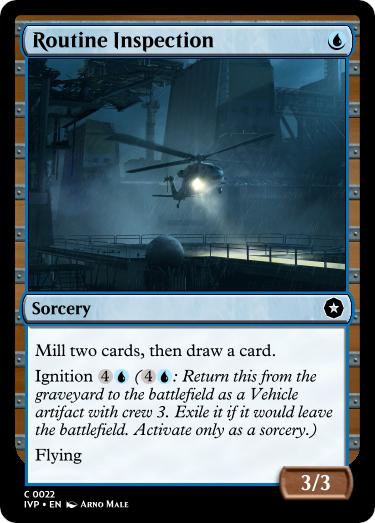 Routine Inspection
Sorcery
Mill two cards, then draw a card.
Ignition 4 (4 : Return this from the
graveyard to the battlefield as a Vehicle
artifact with crew 3. Exile it if it would leave
the battlefield. Activate only as a sorcery.)
Flying
3/3
C 0022
IVP • EN Arno Male